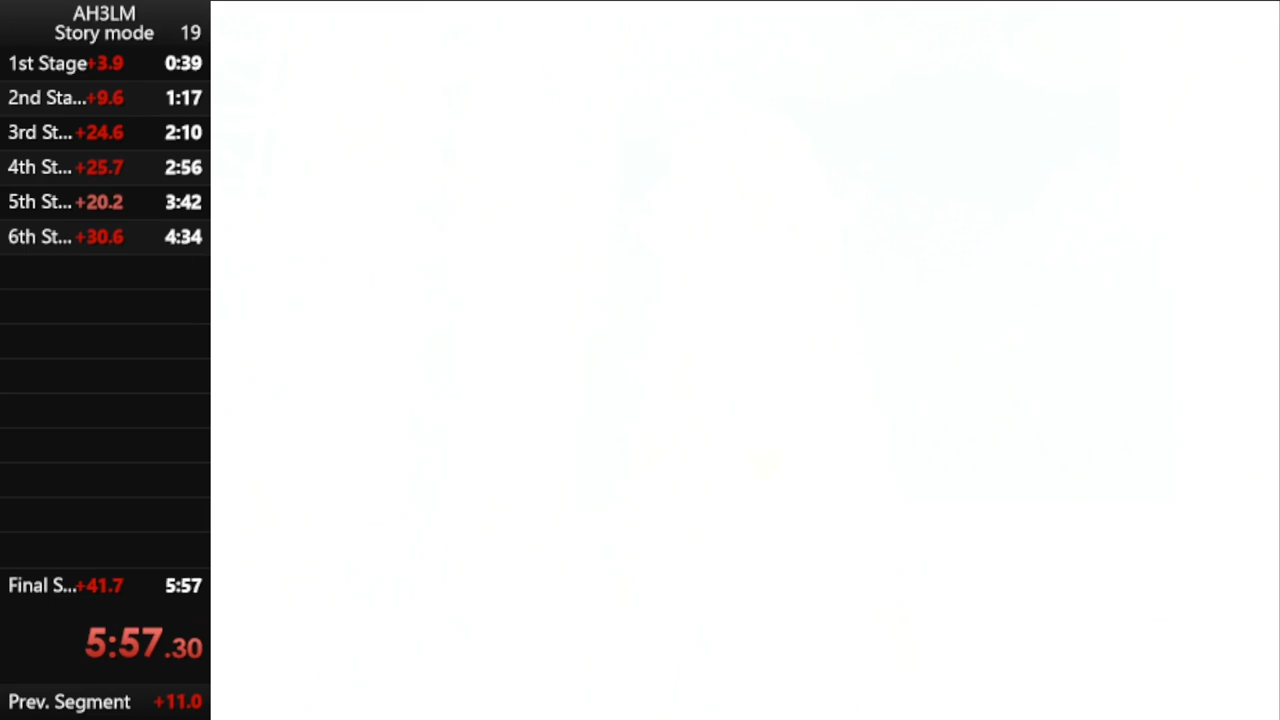 AH3LM
Story mode 19
1st Stage +3.9 0:39
2nd Sta... +9.6 1:17
3rd St... +24.6 2:10
4th St... +25.7 2:56
5th St... +20.2 3:42
6th St... +30.6 4:34
Final S... +41.7 5:57
5:57.30
Prev. Segment +11.0